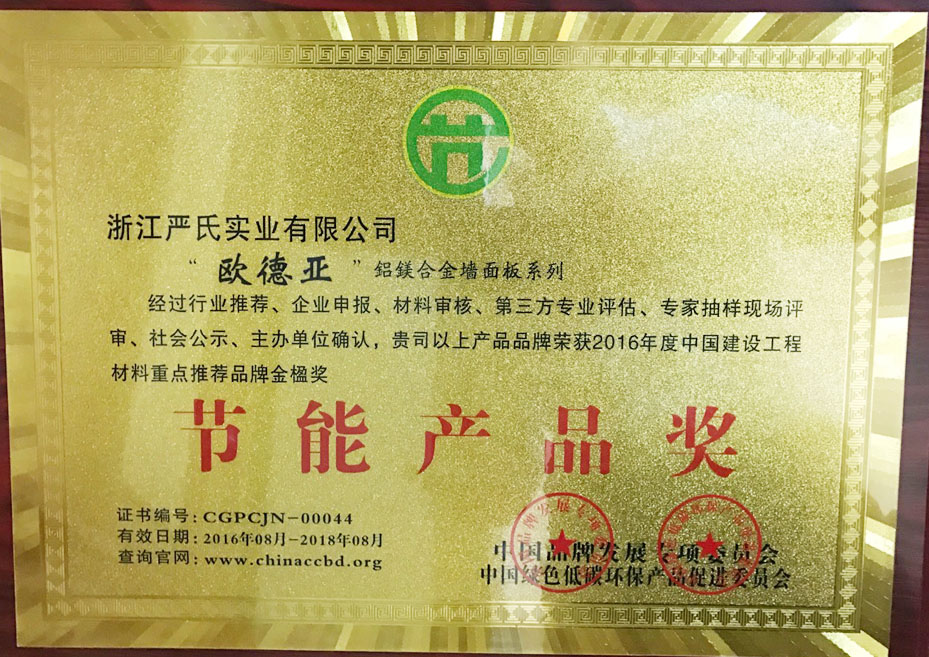 浙江严氏实业有限公司
“欧德亚”铝鎂合金墙面板系列
经过行业推荐、企业申报、材料审核、第三方专业评估、专家抽样现场评
审、社会公示、主办单位确认，贵司以上产品品牌荣获2016年度中国建设工程
材料重点推荐品牌金楹奖
节能产品奖
证书编号: CGPCJN-00044
有效日期: 2016年08月-2018年08月
查询官网: www.chinaccbd.org
中国品牌发展专项委员会
中国绿色低碳环保产品促进委员会